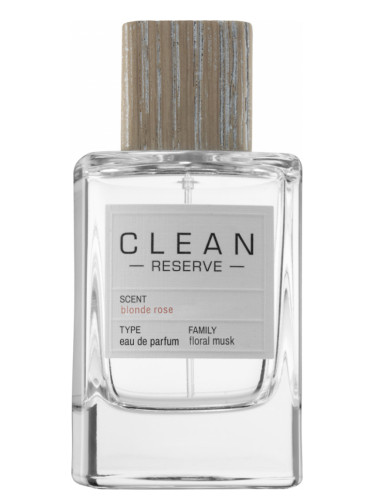 CLEAN
— RESERVE —
SCENT
blonde rose
TYPE FAMILY
eau de parfum floral musk